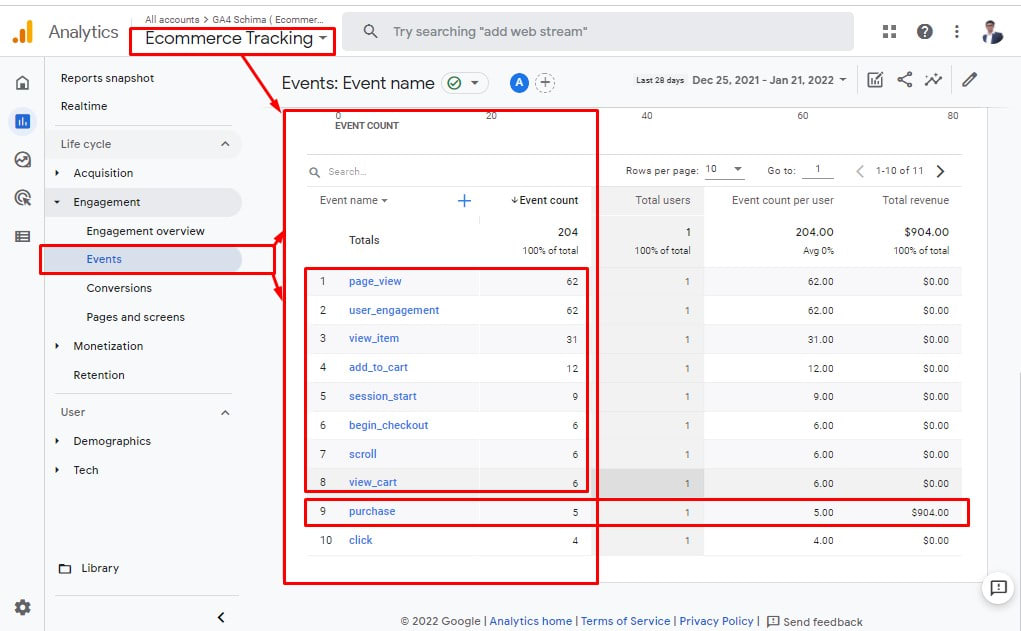 All accounts > GA4 Schima ( Ecommer...
Analytics
Ecommerce Tracking
Try searching "add web stream"
Reports snapshot
Realtime
Life cycle
Acquisition
Engagement
Engagement overview
Events
Conversions
Pages and screens
Monetization
Retention
User
Demographics
Tech
Library
Events: Event name
A
Last 28 days Dec 25, 2021 - Jan 21, 2022
0 20 40 60 80
EVENT COUNT
Search...
Rows per page: 10 Go to: 1 1-10 of 11
Event name Event count Total users Event count per user Total revenue
Totals 204 1 204.00 $904.00
100% of total 100% of total Avg 0% 100% of total
1 page_view 62 1 62.00 $0.00
2 user_engagement 62 1 62.00 $0.00
3 view_item 31 1 31.00 $0.00
4 add_to_cart 12 1 12.00 $0.00
5 session_start 9 1 9.00 $0.00
6 begin_checkout 6 1 6.00 $0.00
7 scroll 6 1 6.00 $0.00
8 view_cart 6 1 6.00 $0.00
9 purchase 5 1 5.00 $904.00
10 click 4 1 4.00 $0.00
© 2022 Google | Analytics home | Terms of Service | Privacy Policy | Send feedback